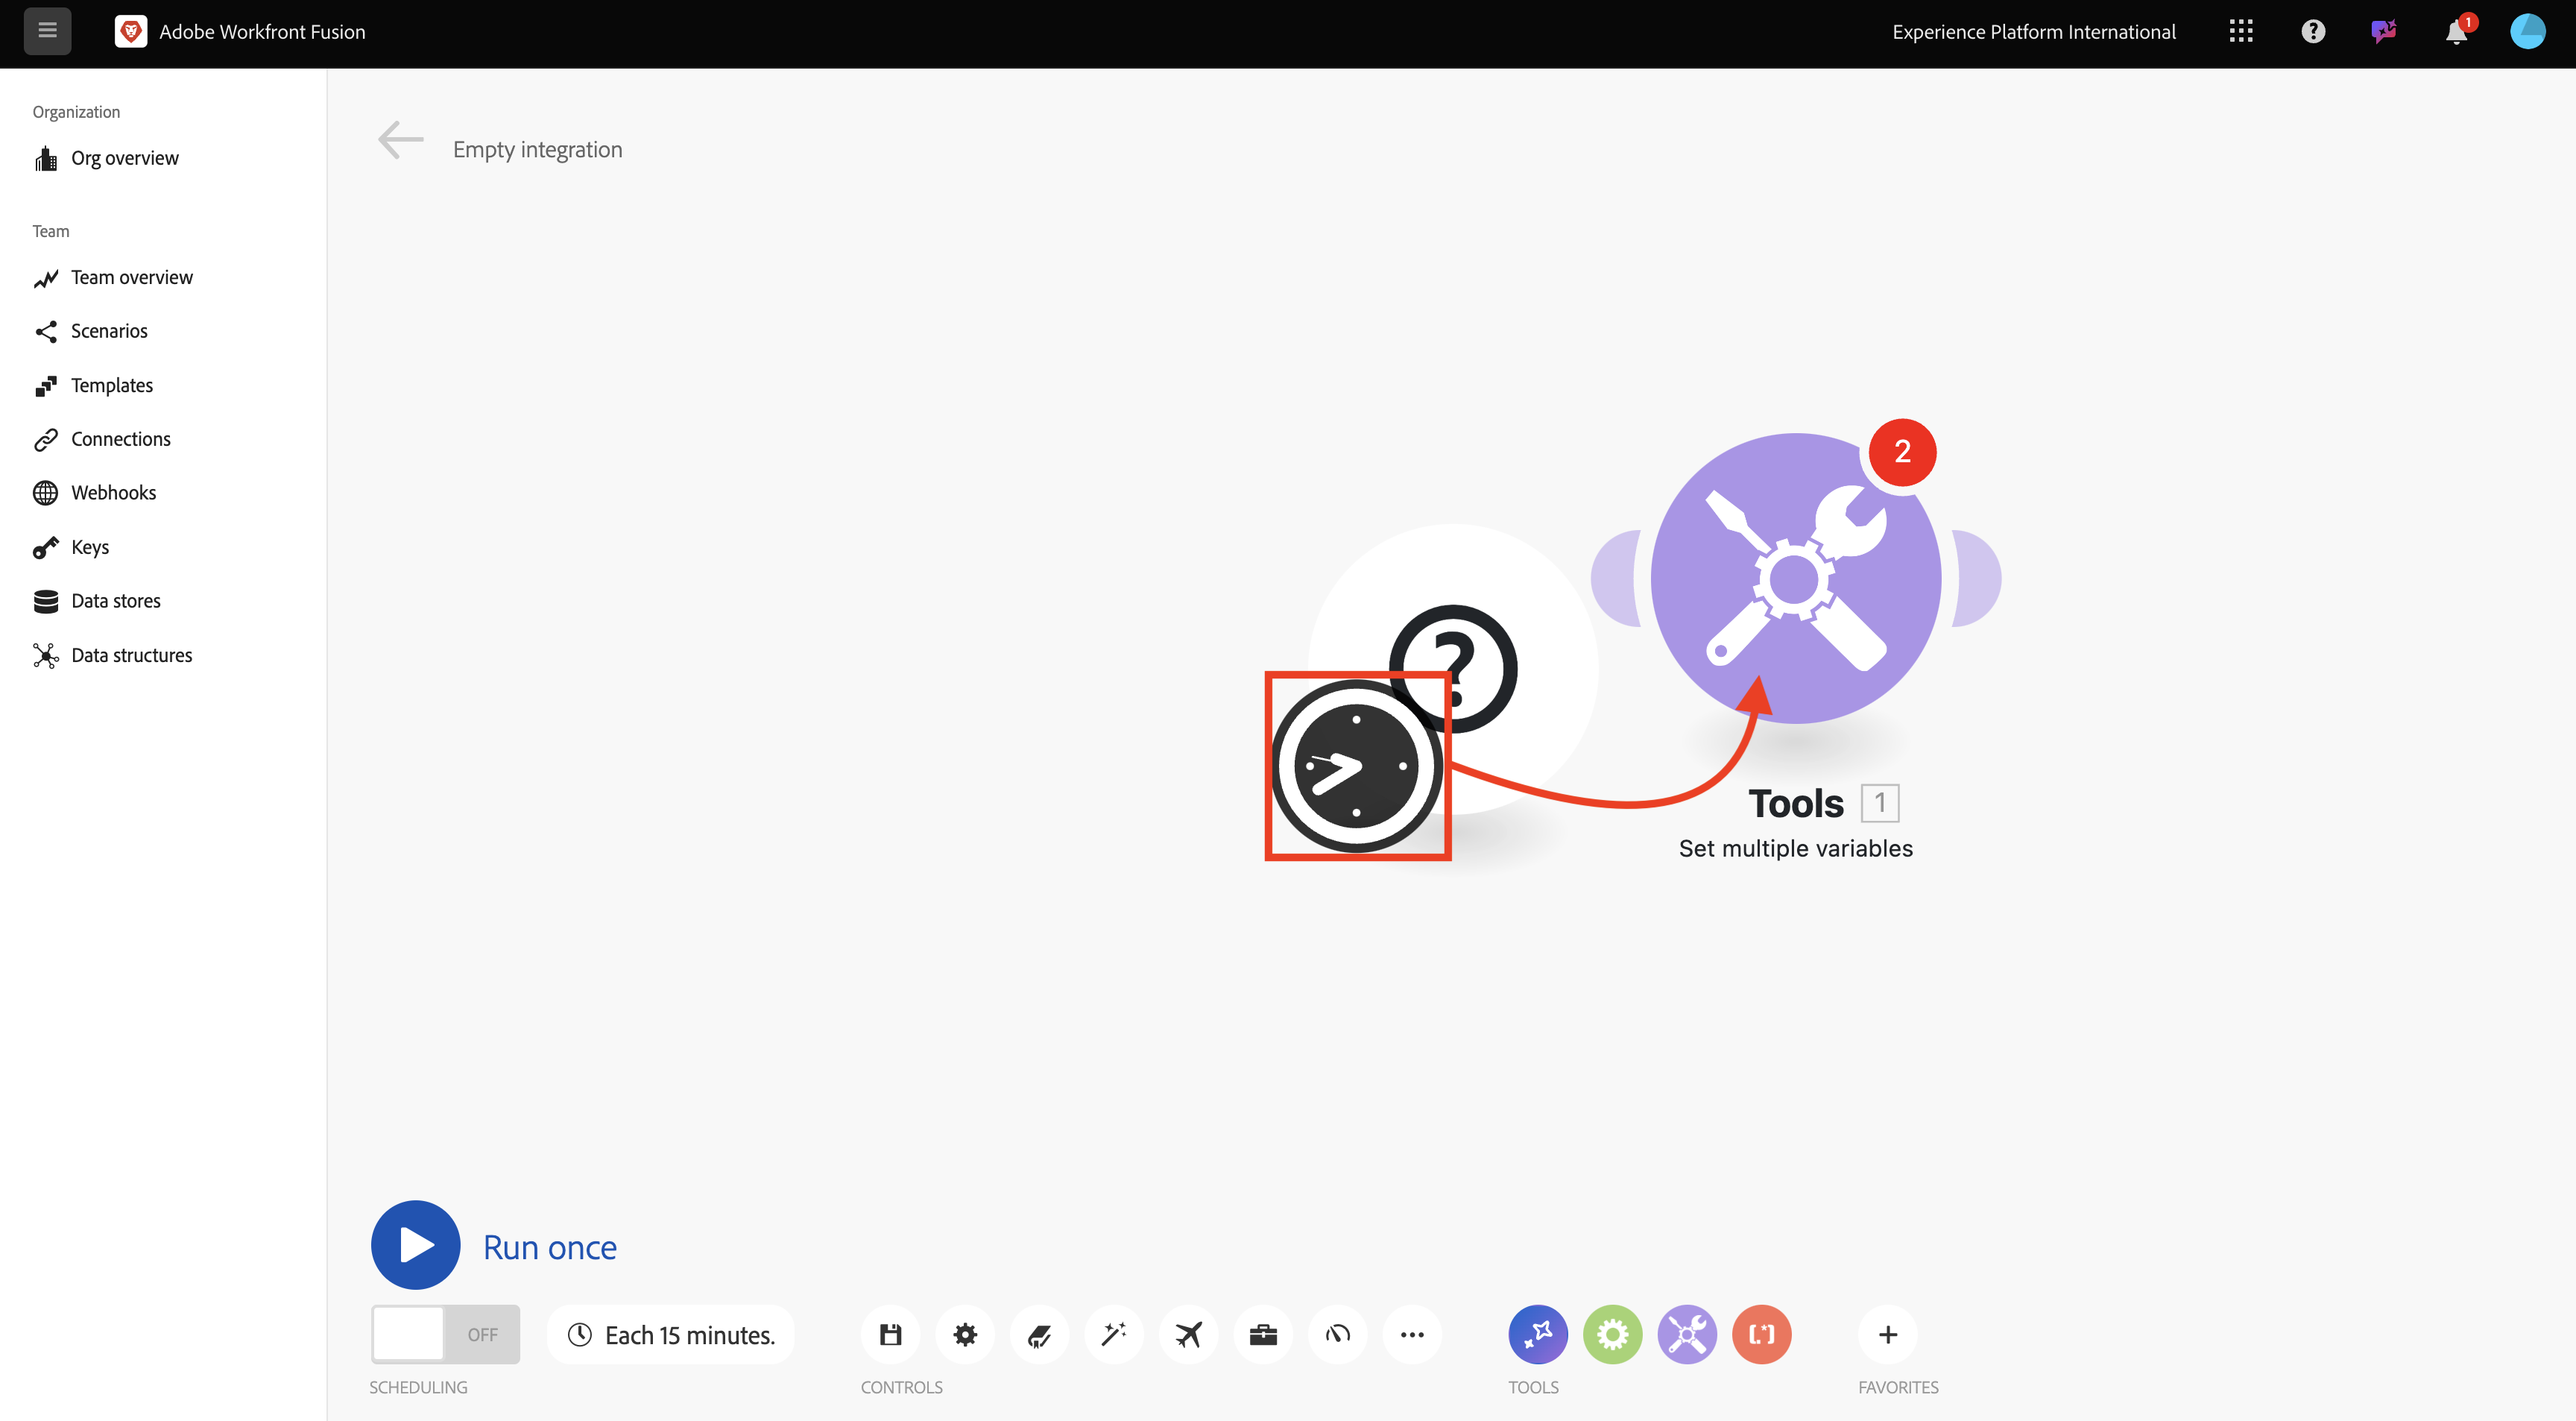 Adobe Workfront Fusion
Experience Platform International
1
Organization
Org overview
Team
Team overview
Scenarios
Templates
Connections
Webhooks
Keys
Data stores
Data structures
Empty integration
2
?
Tools 1
Set multiple variables
Run once
OFF
Each 15 minutes.
SCHEDULING
CONTROLS
[.*]
TOOLS
FAVORITES